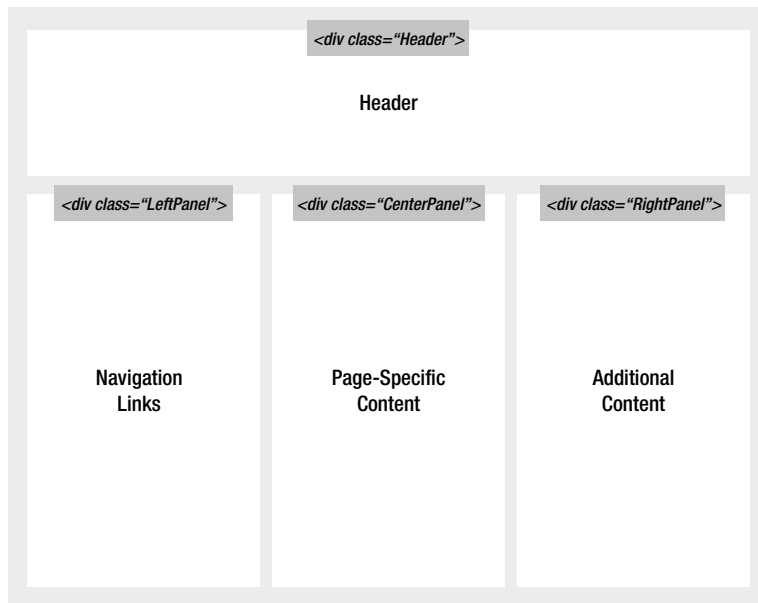 <div class=“Header”>
Header
<div class=“LeftPanel”>
<div class=“CenterPanel”>
<div class=“RightPanel”>
Navigation
Links
Page-Specific
Content
Additional
Content